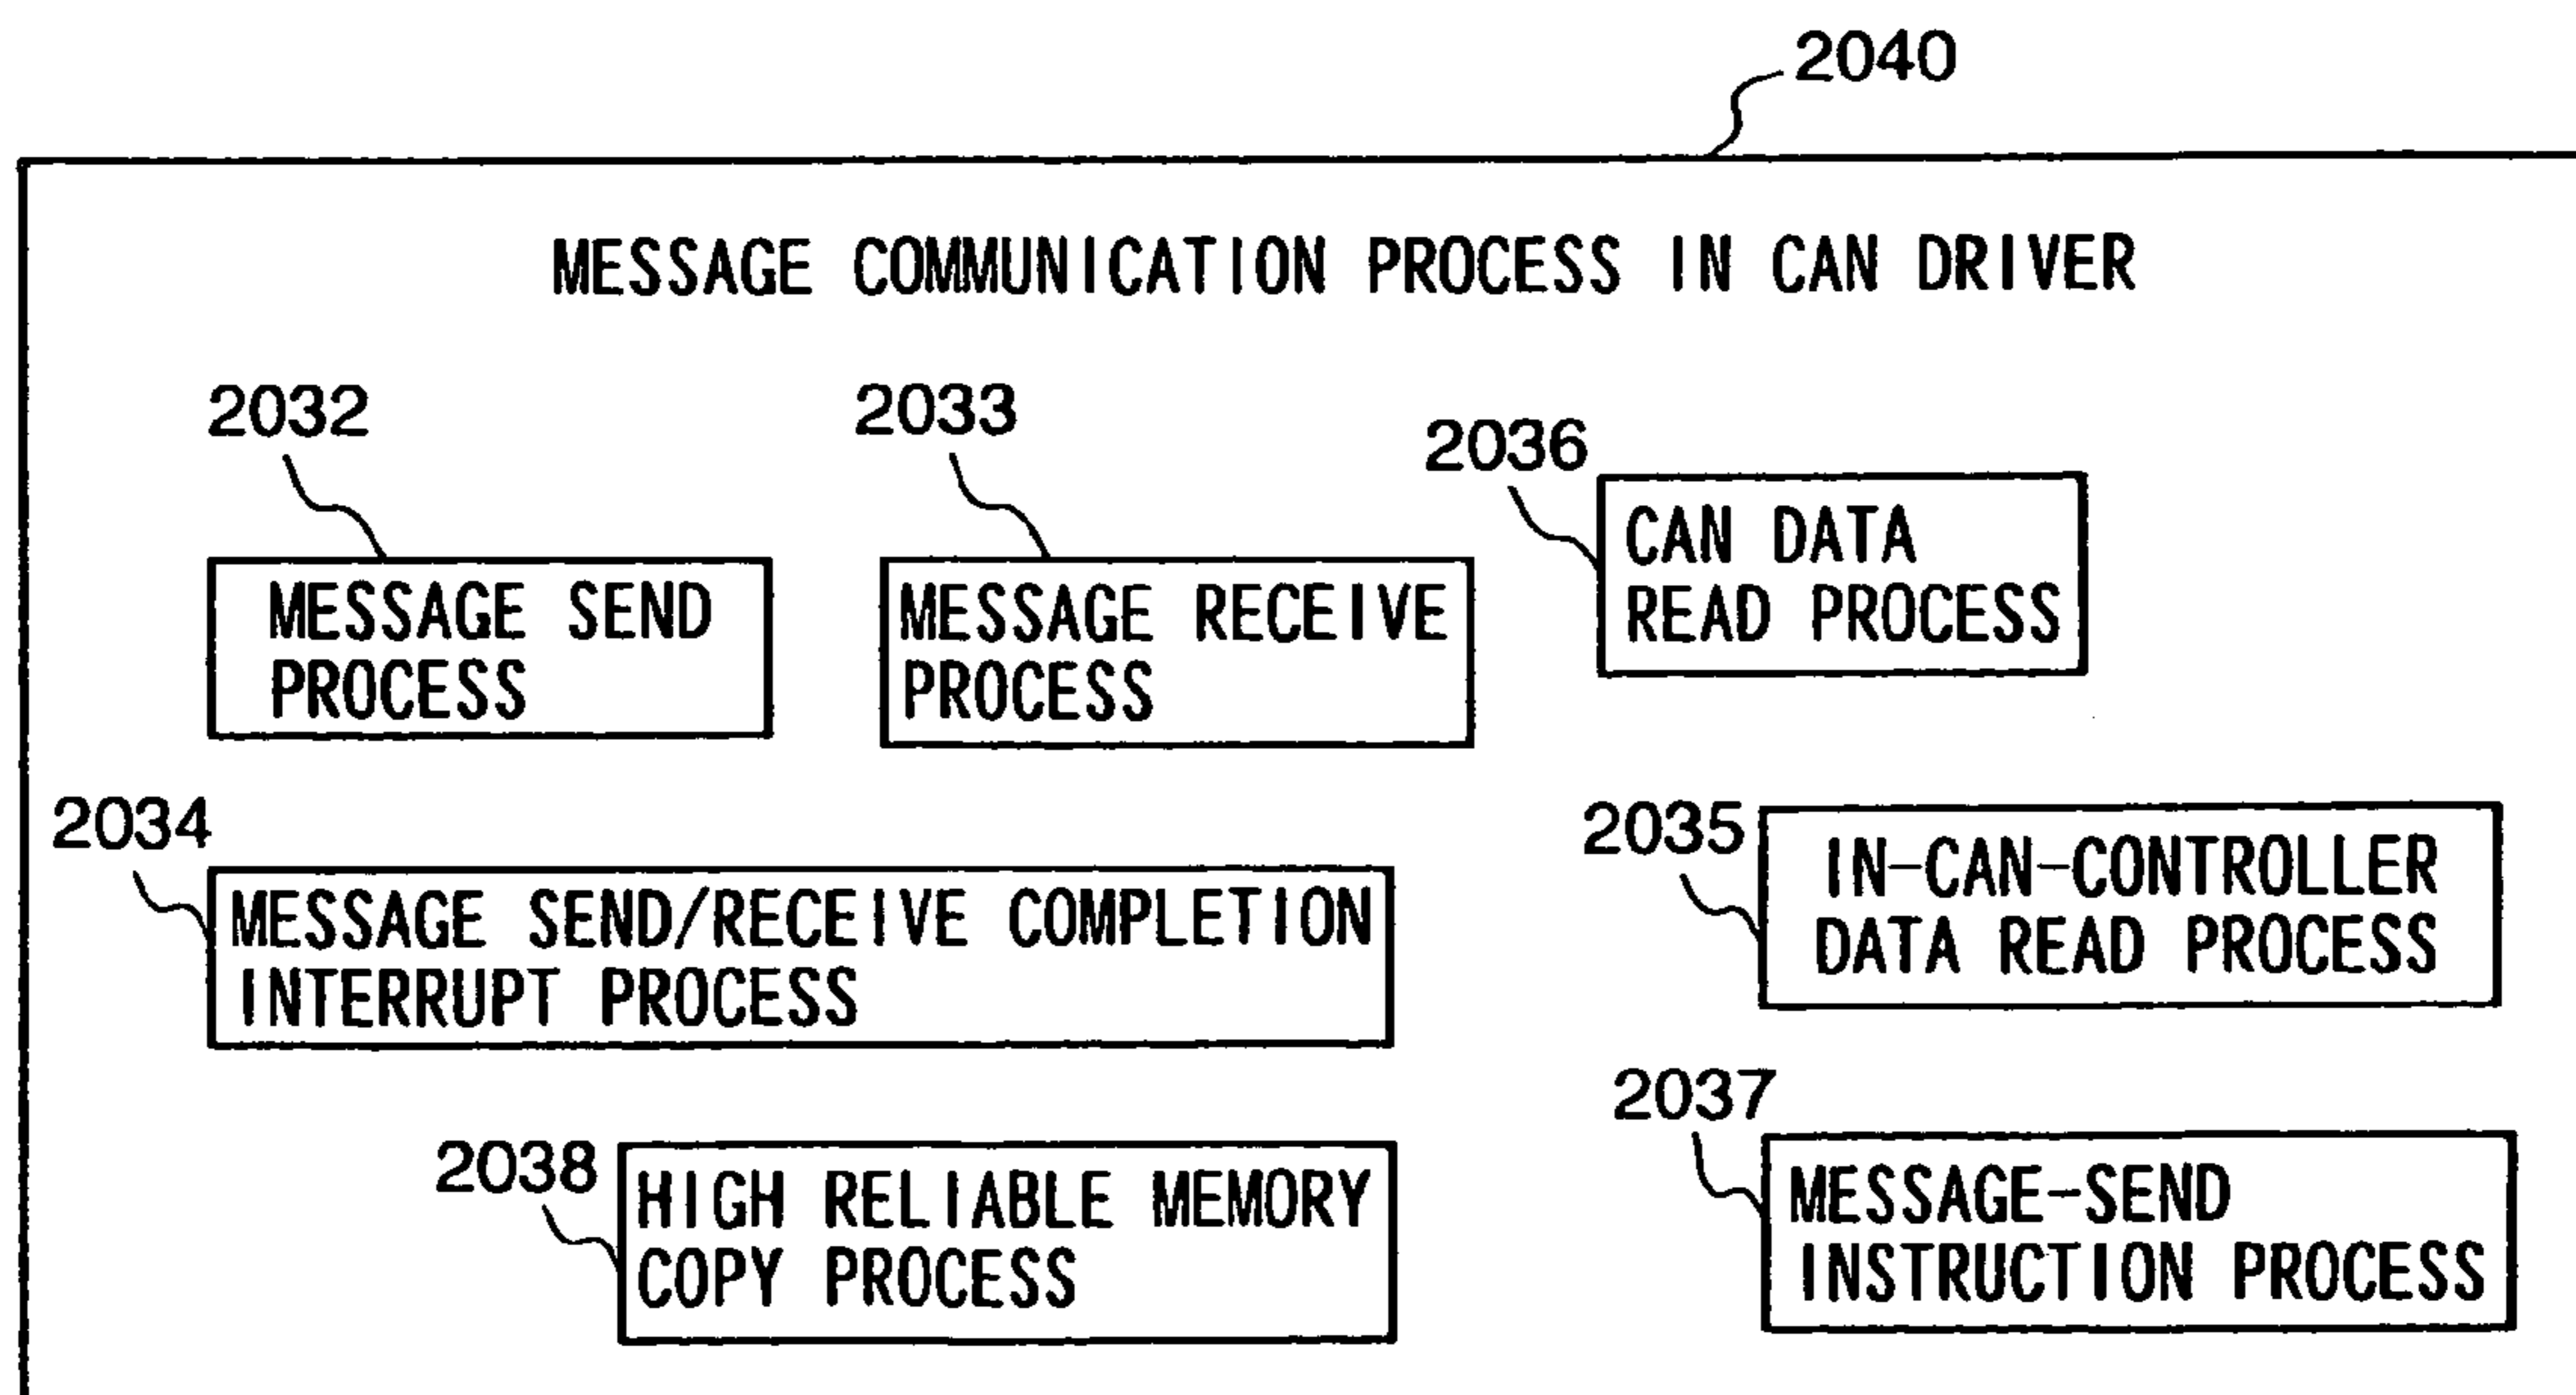 2040
MESSAGE COMMUNICATION PROCESS IN CAN DRIVER
2032
MESSAGE SEND
PROCESS
2033
MESSAGE RECEIVE
PROCESS
2036
CAN DATA
READ PROCESS
2034
MESSAGE SEND/RECEIVE COMPLETION
INTERRUPT PROCESS
2035
IN-CAN-CONTROLLER
DATA READ PROCESS
2038
HIGH RELIABLE MEMORY
COPY PROCESS
2037
MESSAGE-SEND
INSTRUCTION PROCESS